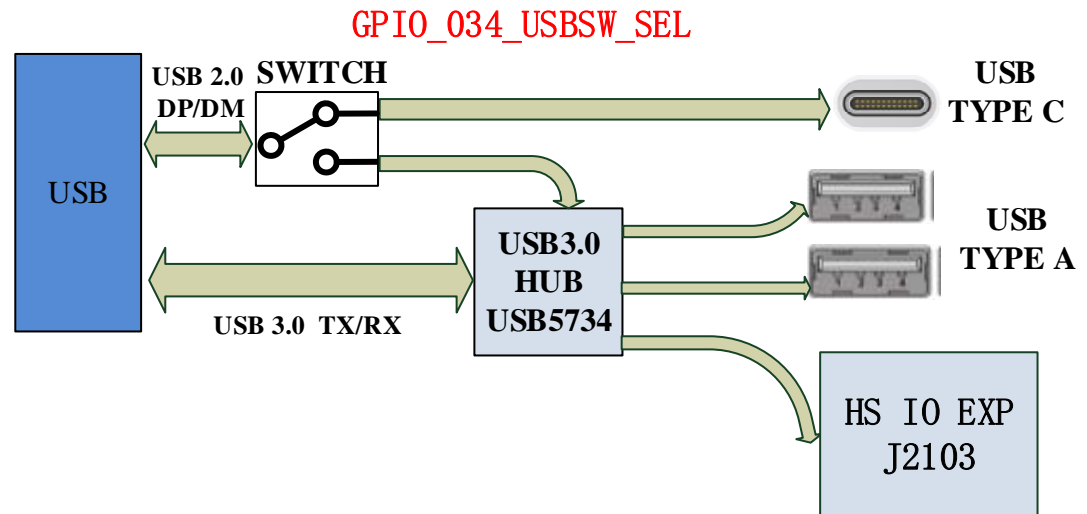 GPIO_034_USBSW_SEL
USB 2.0
DP/DM
SWITCH
USB
TYPE C
USB
USB
TYPE A
USB3.0
HUB
USB5734
USB 3.0 TX/RX
HS IO EXP
J2103